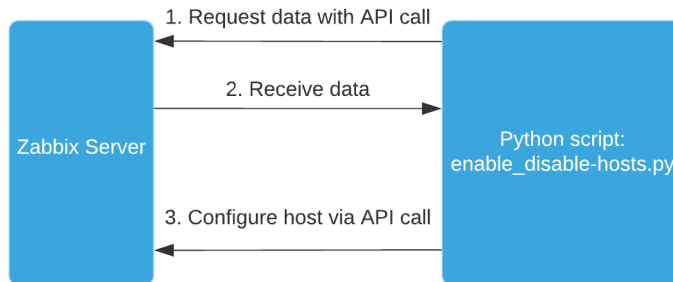 1. Request data with API call
2. Receive data
Zabbix Server
Python script:
enable_disable-hosts.py
3. Configure host via API call